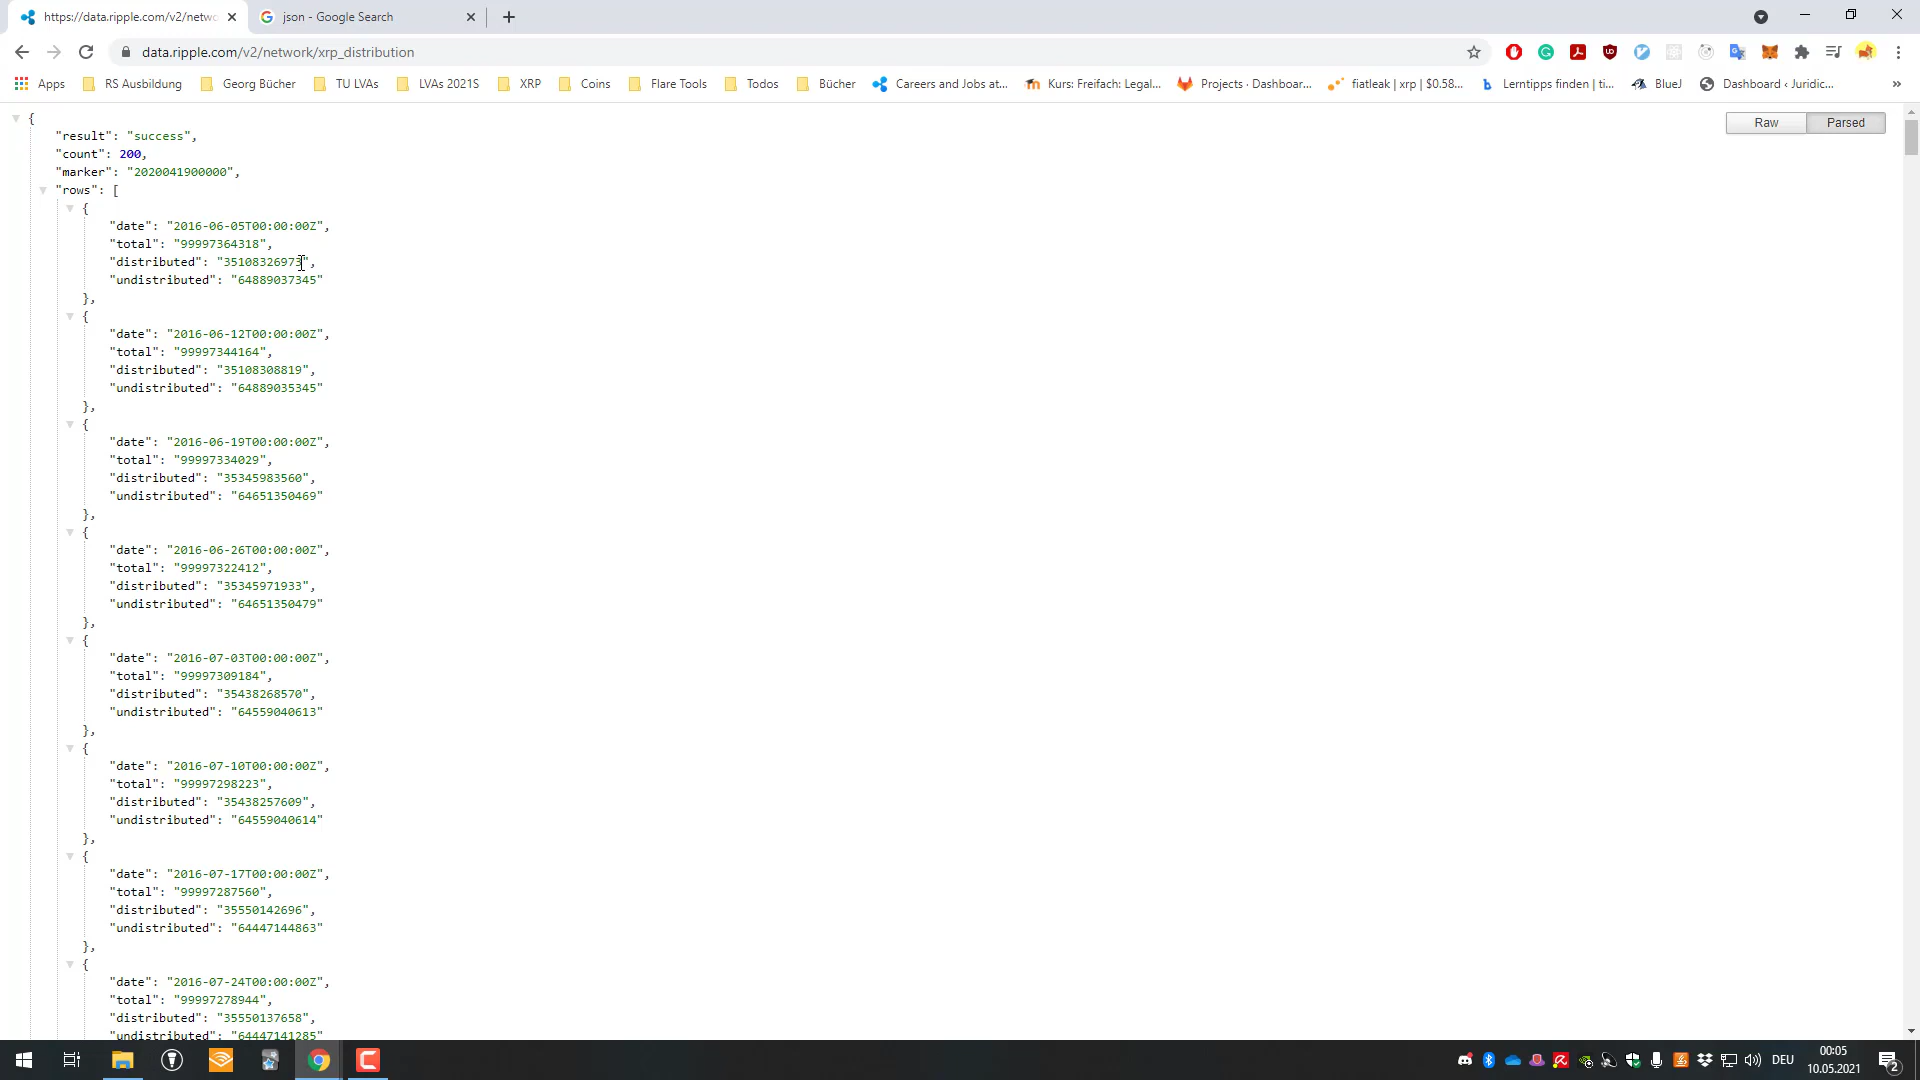 https://data.ripple.com/v2/netwo
json - Google Search
data.ripple.com/v2/network/xrp_distribution
Apps
RS Ausbildung
Georg Bücher
TU LVAs
LVAs 2021S
XRP
Coins
Flare Tools
Todos
Bücher
Careers and Jobs at...
Kurs: Freifach: Legal...
Projects · Dashboar...
fiatleak | xrp | $0.58...
Lerntipps finden | ti...
BlueJ
Dashboard ‹ Juridic...
»
Raw
Parsed
{
"result": "success",
"count": 200,
"marker": "2020041900000",
"rows": [
{
"date": "2016-06-05T00:00:00Z",
"total": "99997364318",
"distributed": "35108326973",
"undistributed": "64889037345"
},
{
"date": "2016-06-12T00:00:00Z",
"total": "99997344164",
"distributed": "35108308819",
"undistributed": "64889035345"
},
{
"date": "2016-06-19T00:00:00Z",
"total": "99997334029",
"distributed": "35345983560",
"undistributed": "64651350469"
},
{
"date": "2016-06-26T00:00:00Z",
"total": "99997322412",
"distributed": "35345971933",
"undistributed": "64651350479"
},
{
"date": "2016-07-03T00:00:00Z",
"total": "99997309184",
"distributed": "35438268570",
"undistributed": "64559040613"
},
{
"date": "2016-07-10T00:00:00Z",
"total": "99997298223",
"distributed": "35438257609",
"undistributed": "64559040614"
},
{
"date": "2016-07-17T00:00:00Z",
"total": "99997287560",
"distributed": "35550142696",
"undistributed": "64447144863"
},
{
"date": "2016-07-24T00:00:00Z",
"total": "99997278944",
"distributed": "35550137658",
"undistributed": "64447141285"
DEU
00:05
10.05.2021
2